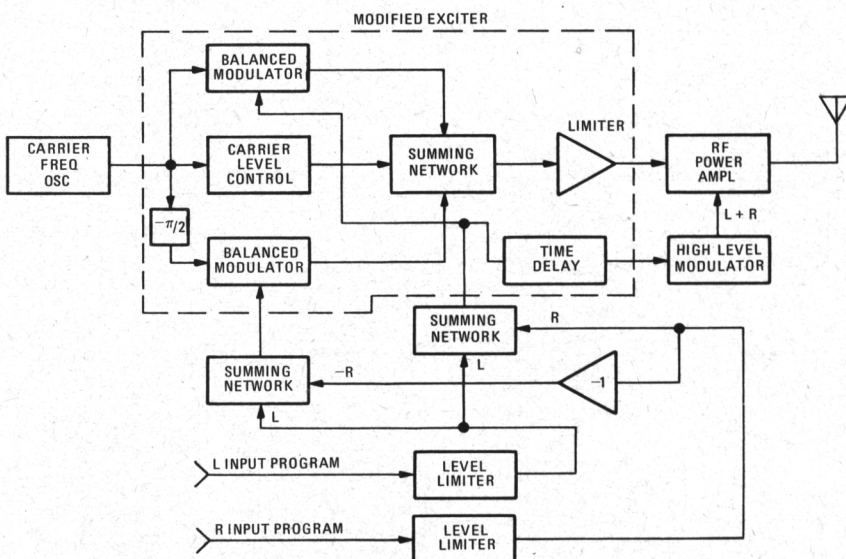 MODIFIED EXCITER
BALANCED
MODULATOR
CARRIER
FREQ
OSC
CARRIER
LEVEL
CONTROL
SUMMING
NETWORK
LIMITER
RF
POWER
AMPL
−π/2
L + R
BALANCED
MODULATOR
TIME
DELAY
HIGH LEVEL
MODULATOR
SUMMING
NETWORK
R
SUMMING
NETWORK
−R
L
−1
L
L INPUT PROGRAM
LEVEL
LIMITER
R INPUT PROGRAM
LEVEL
LIMITER